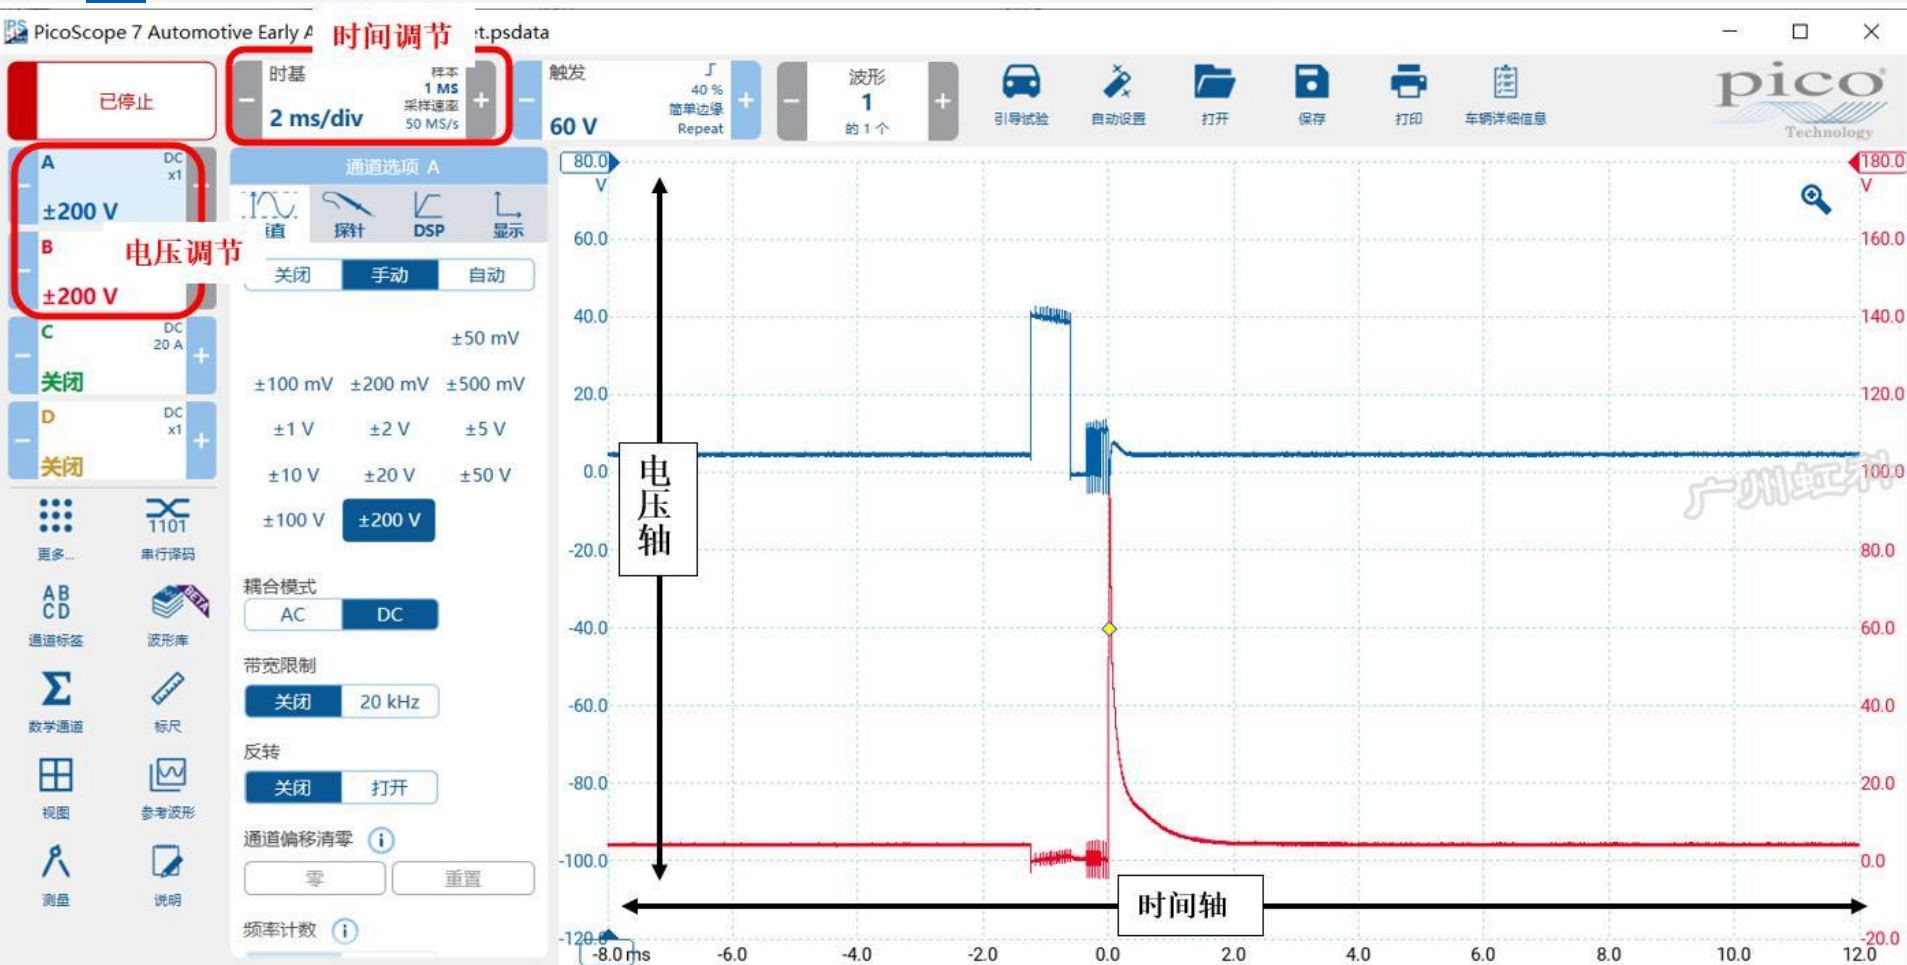 PicoScope 7 Automotive Early A
时间调节
t.psdata
已停止
时基
样本
1 MS
采样速率
50 MS/s
2 ms/div
触发
40 %
简单边缘
Repeat
60 V
波形
1
的 1 个
引导试验
自动设置
打开
保存
打印
车辆详细信息
pico
Technology
A
DC
x1
±200 V
B
电压调节
±200 V
C
DC
20 A
关闭
D
DC
x1
关闭
更多...
1101
串行译码
AB
CD
通道标签
BETA
波形库
数学通道
标尺
视图
参考波形
测量
说明
通道选项 A
直
探针
DSP
显示
关闭
手动
自动
±50 mV
±100 mV
±200 mV
±500 mV
±1 V
±2 V
±5 V
±10 V
±20 V
±50 V
±100 V
±200 V
耦合模式
AC
DC
带宽限制
关闭
20 kHz
反转
关闭
打开
通道偏移清零
零
重置
频率计数
80.0
V
60.0
40.0
20.0
0.0
-20.0
-40.0
-60.0
-80.0
-100.0
-120.0
电压轴
时间轴
广州虹科
180.0
V
160.0
140.0
120.0
100.0
80.0
60.0
40.0
20.0
0.0
-20.0
-8.0 ms
-6.0
-4.0
-2.0
0.0
2.0
4.0
6.0
8.0
10.0
12.0